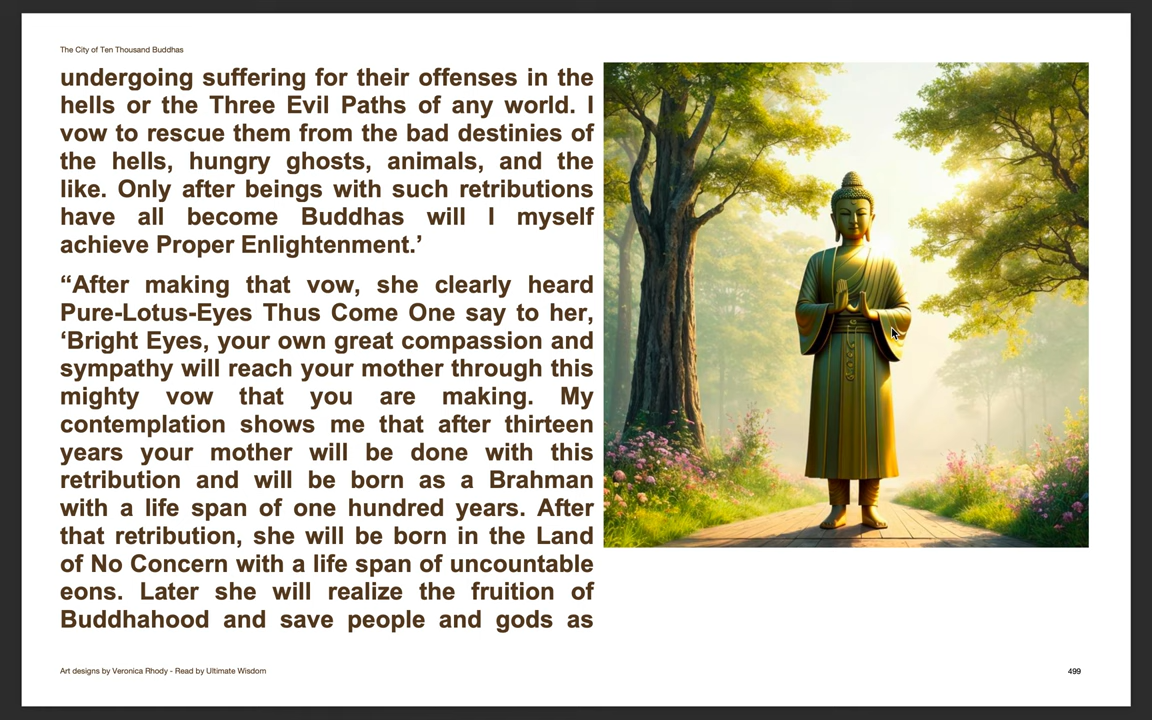 The City of Ten Thousand Buddhas
undergoing suffering for their offenses in the
hells or the Three Evil Paths of any world. I
vow to rescue them from the bad destinies of
the hells, hungry ghosts, animals, and the
like. Only after beings with such retributions
have all become Buddhas will I myself
achieve Proper Enlightenment.’
“After making that vow, she clearly heard
Pure-Lotus-Eyes Thus Come One say to her,
‘Bright Eyes, your own great compassion and
sympathy will reach your mother through this
mighty vow that you are making. My
contemplation shows me that after thirteen
years your mother will be done with this
retribution and will be born as a Brahman
with a life span of one hundred years. After
that retribution, she will be born in the Land
of No Concern with a life span of uncountable
eons. Later she will realize the fruition of
Buddhahood and save people and gods as
Art designs by Veronica Rhody - Read by Ultimate Wisdom
499